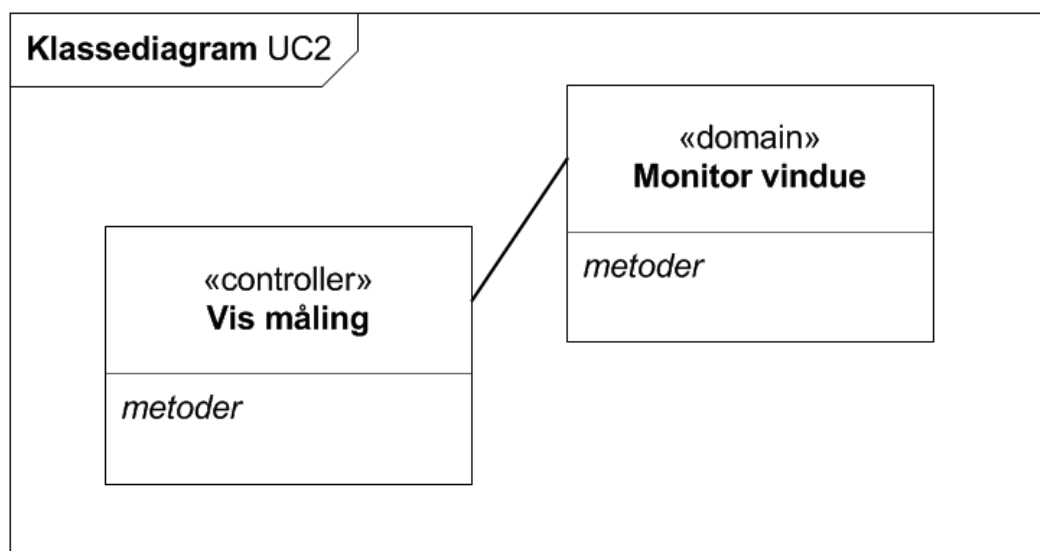 Klassediagram UC2
«domain»
Monitor vindue
metoder
«controller»
Vis måling
metoder